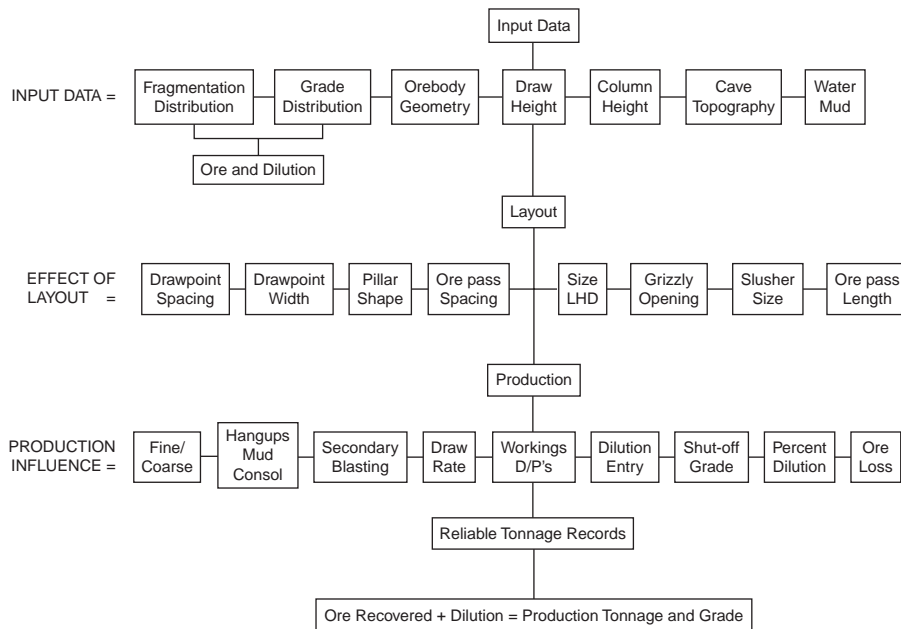 Input Data
INPUT DATA =
Fragmentation
Distribution
Grade
Distribution
Orebody
Geometry
Draw
Height
Column
Height
Cave
Topography
Water
Mud
Ore and Dilution
Layout
EFFECT OF
LAYOUT =
Drawpoint
Spacing
Drawpoint
Width
Pillar
Shape
Ore pass
Spacing
Size
LHD
Grizzly
Opening
Slusher
Size
Ore pass
Length
Production
PRODUCTION
INFLUENCE =
Fine/
Coarse
Hangups
Mud
Consol
Secondary
Blasting
Draw
Rate
Workings
D/P's
Dilution
Entry
Shut-off
Grade
Percent
Dilution
Ore
Loss
Reliable Tonnage Records
Ore Recovered + Dilution = Production Tonnage and Grade